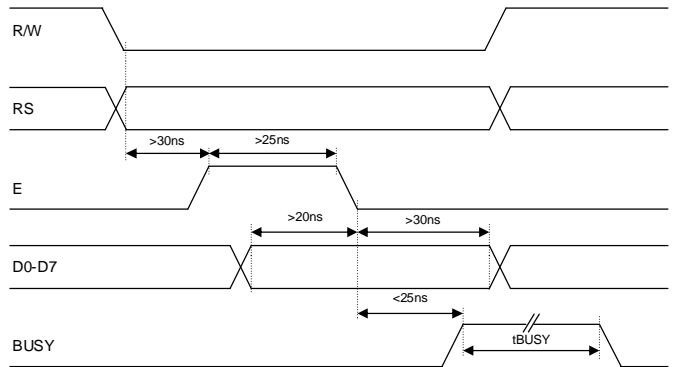 R/W
RS
>30ns
>25ns
E
>20ns
>30ns
D0-D7
<25ns
BUSY
tBUSY